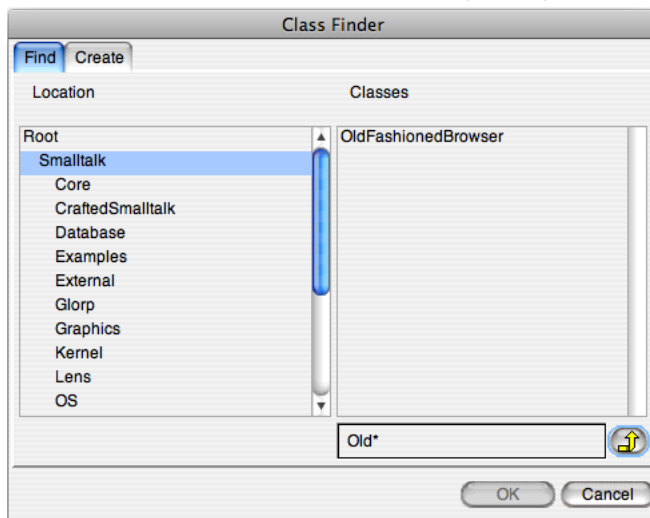 Class Finder
Find Create
Location Classes
Root
Smalltalk
Core
CraftedSmalltalk
Database
Examples
External
Glorp
Graphics
Kernel
Lens
OS
OldFashionedBrowser
Old*
OK Cancel